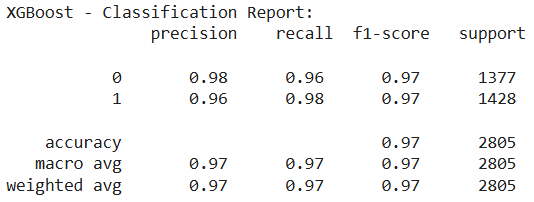 XGBoost - Classification Report:
precision recall f1-score support
0 0.98 0.96 0.97 1377
1 0.96 0.98 0.97 1428
accuracy 0.97 2805
macro avg 0.97 0.97 0.97 2805
weighted avg 0.97 0.97 0.97 2805